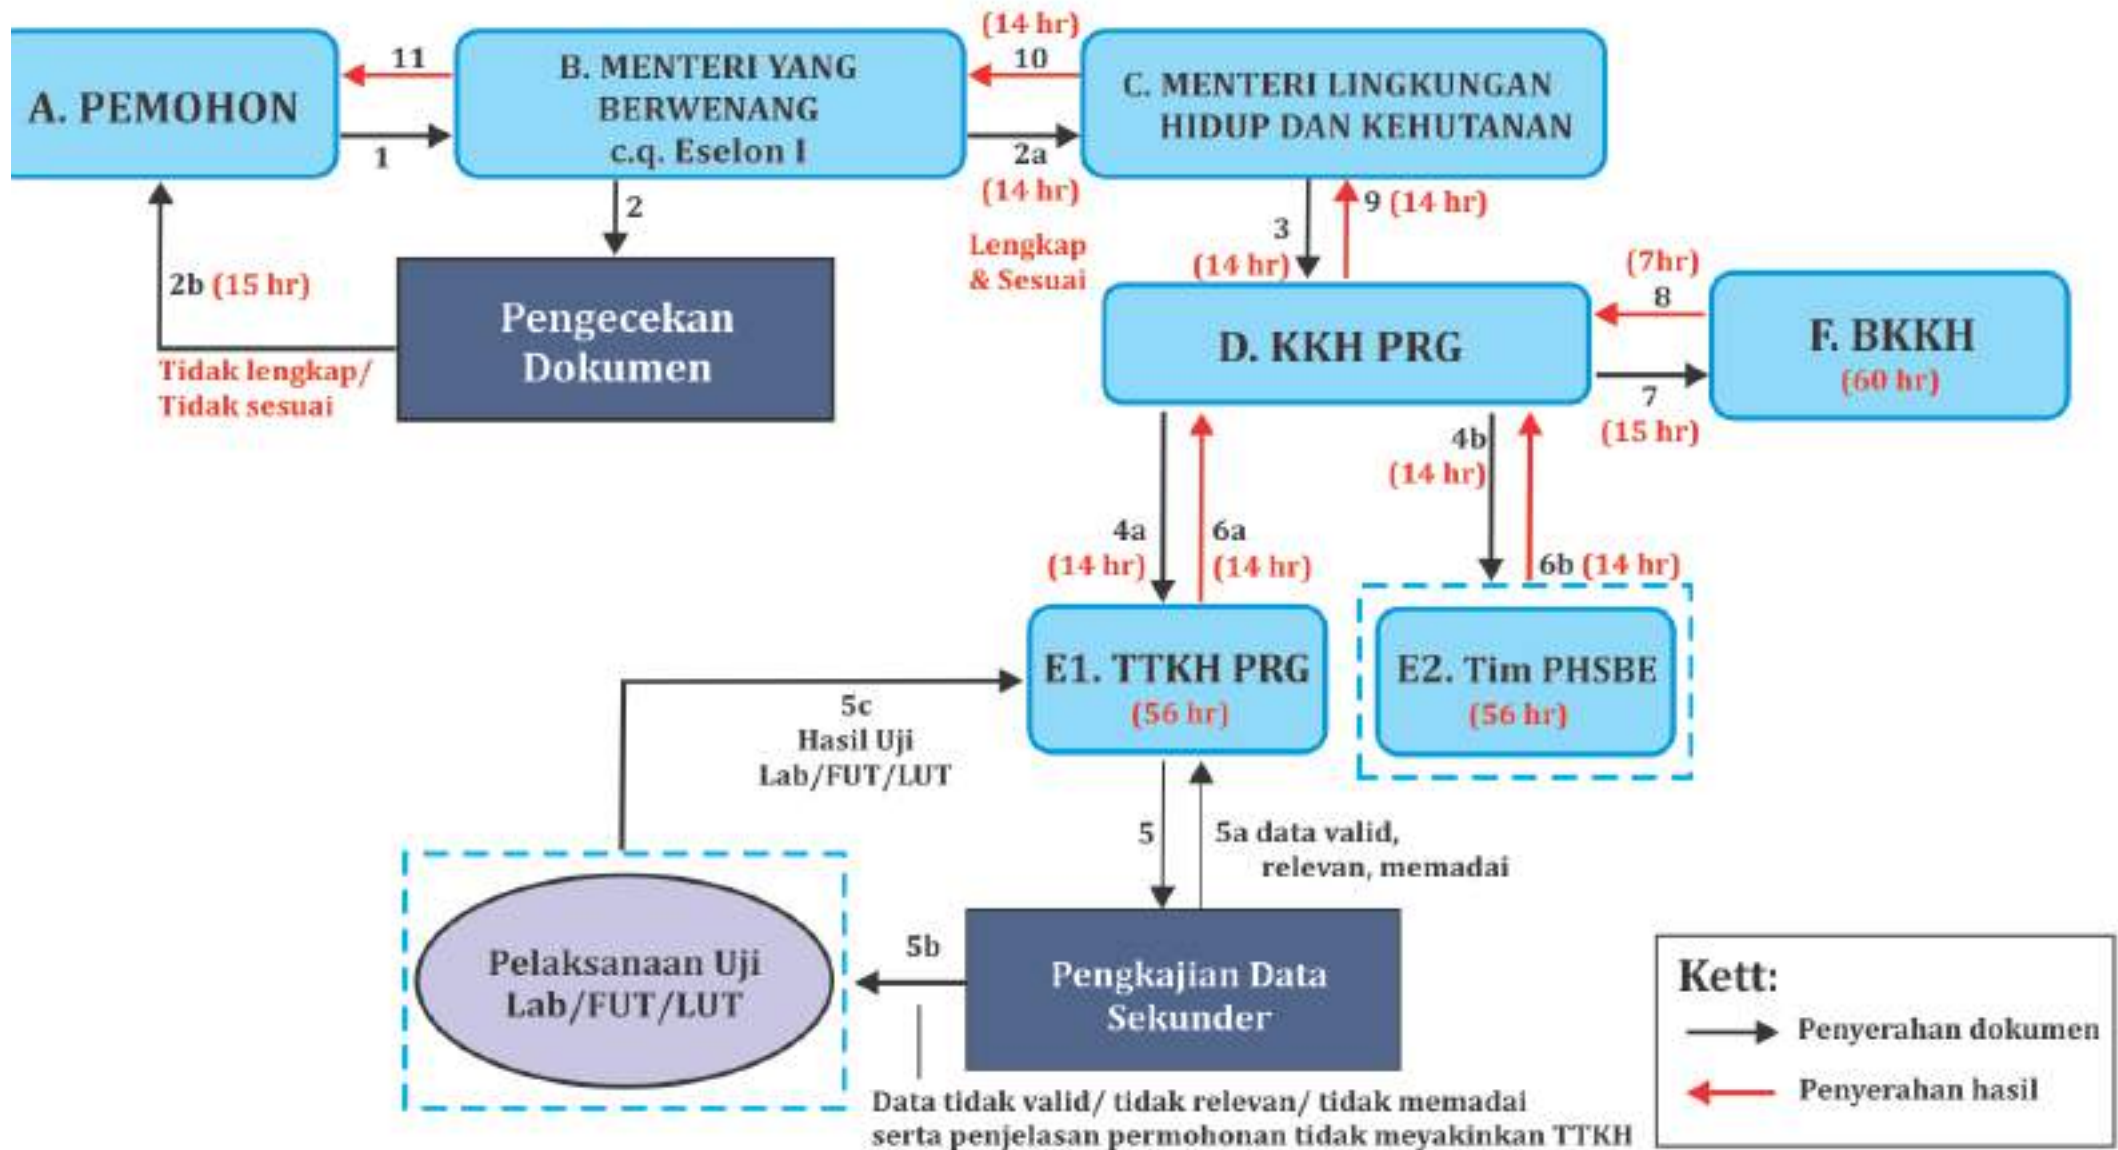 A. PEMOHON
11
1
B. MENTERI YANG
BERWENANG
c.q. Eselon I
(14 hr)
10
2a
(14 hr)
Lengkap
& Sesuai
C. MENTERI LINGKUNGAN
HIDUP DAN KEHUTANAN
2
2b (15 hr)
Tidak lengkap/
Tidak sesuai
Pengecekan
Dokumen
3
(14 hr)
9 (14 hr)
D. KKH PRG
(7hr)
8
7
(15 hr)
F. BKKH
(60 hr)
4a
(14 hr)
6a
(14 hr)
4b
(14 hr)
6b (14 hr)
E1. TTKH PRG
(56 hr)
E2. Tim PHSBE
(56 hr)
5c
Hasil Uji
Lab/FUT/LUT
5
5a data valid,
relevan, memadai
Pelaksanaan Uji
Lab/FUT/LUT
5b
Pengkajian Data
Sekunder
Data tidak valid/ tidak relevan/ tidak memadai
serta penjelasan permohonan tidak meyakinkan TTKH
Kett:
Penyerahan dokumen
Penyerahan hasil